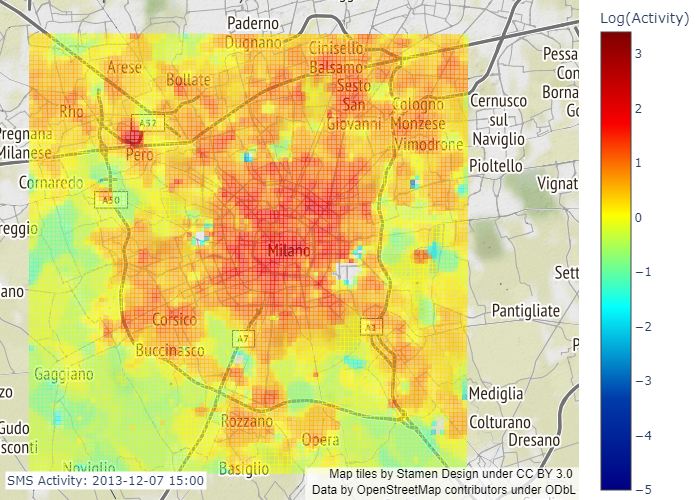 Log(Activity)
3
2
1
0
−1
−2
−3
−4
−5
Paderno
Dugnano
Cinisello
Balsamo
Arese
Bollate
Sesto
San
Giovanni
Rho
A52
Cologno
Monzese
Cernusco
sul
Naviglio
Pessa
Con
Borna
Go
Pregnana
Milanese
Pero
Vimodrone
Pioltello
Cornaredo
A50
Vignat
reggio
Milano
Sett
ano
Pantigliate
Corsico
A7
A1
Buccinasco
P
Gaggiano
zo
Mediglia
Rozzano
Colturano
Gudo
sconti
Opera
Dresano
Noviglio
Basiglio
SMS Activity: 2013-12-07 15:00
Map tiles by Stamen Design under CC BY 3.0
Data by OpenStreetMap contributors under ODbL